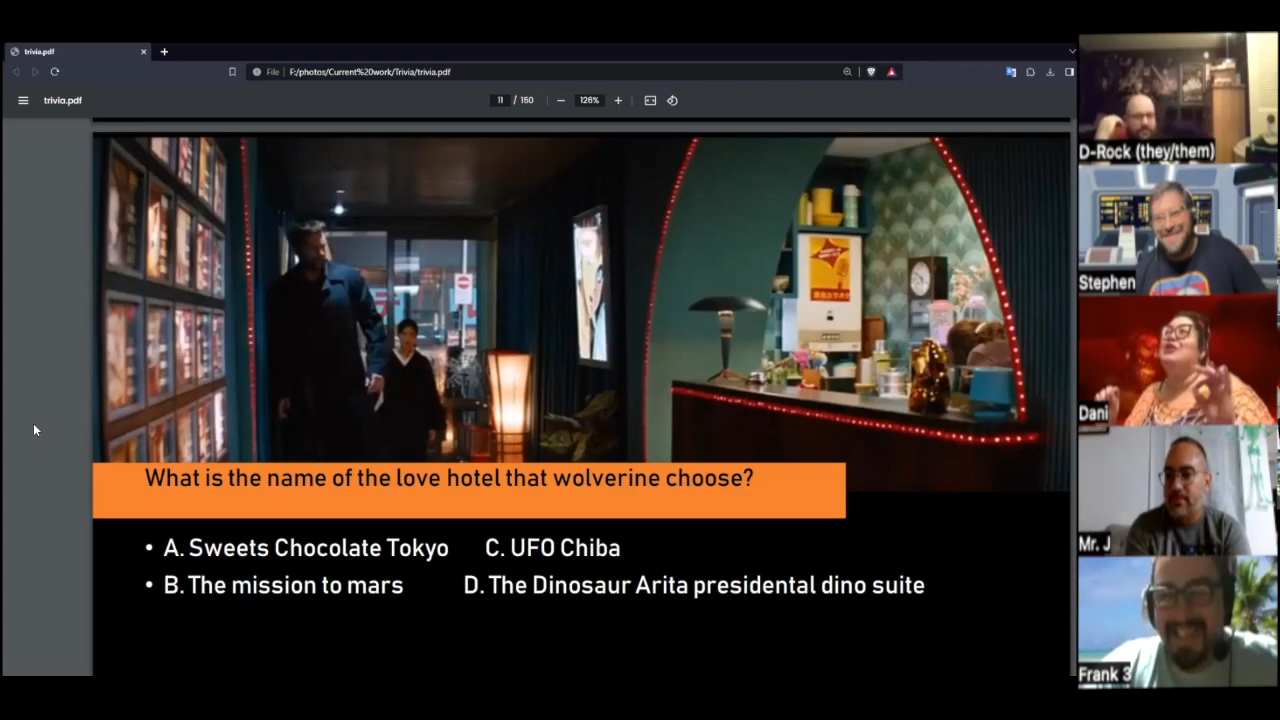 trivia.pdf
File | F:/photos/Current%20work/Trivia/trivia.pdf
trivia.pdf
11 / 150
126%
What is the name of the love hotel that wolverine choose?
• A. Sweets Chocolate Tokyo C. UFO Chiba
• B. The mission to mars D. The Dinosaur Arita presidental dino suite
D-Rock (they/them)
Stephen
Dani
Mr. J
Frank 3